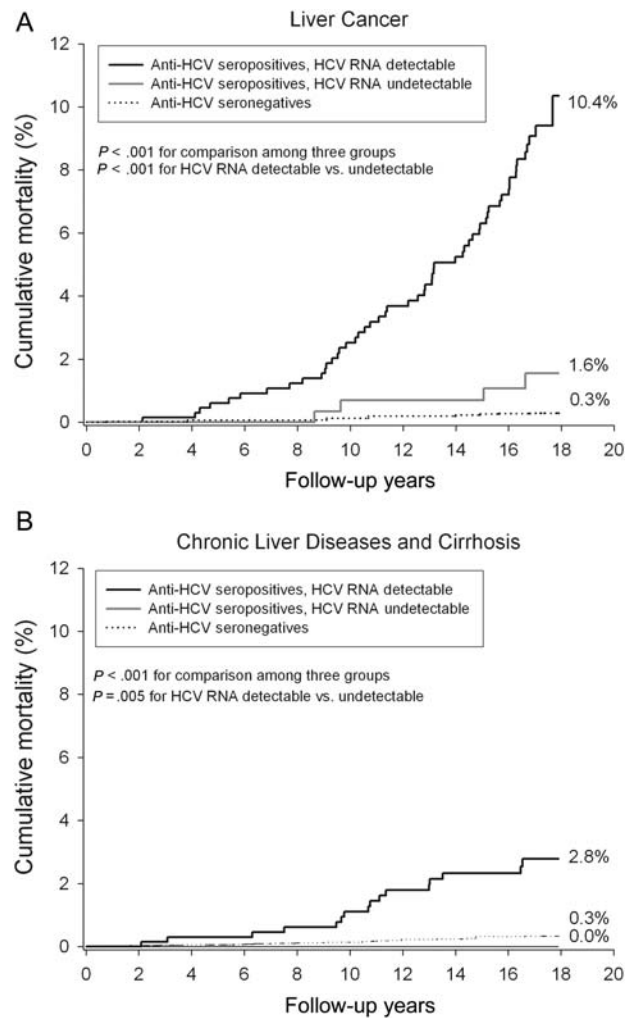 A
Liver Cancer
12
10
8
6
4
2
0
Cumulative mortality (%)
Anti-HCV seropositives, HCV RNA detectable
Anti-HCV seropositives, HCV RNA undetectable
Anti-HCV seronegatives
P < .001 for comparison among three groups
P < .001 for HCV RNA detectable vs. undetectable
10.4%
1.6%
0.3%
0 2 4 6 8 10 12 14 16 18 20
Follow-up years
B
Chronic Liver Diseases and Cirrhosis
12
10
8
6
4
2
0
Cumulative mortality (%)
Anti-HCV seropositives, HCV RNA detectable
Anti-HCV seropositives, HCV RNA undetectable
Anti-HCV seronegatives
P < .001 for comparison among three groups
P = .005 for HCV RNA detectable vs. undetectable
2.8%
0.3%
0.0%
0 2 4 6 8 10 12 14 16 18 20
Follow-up years